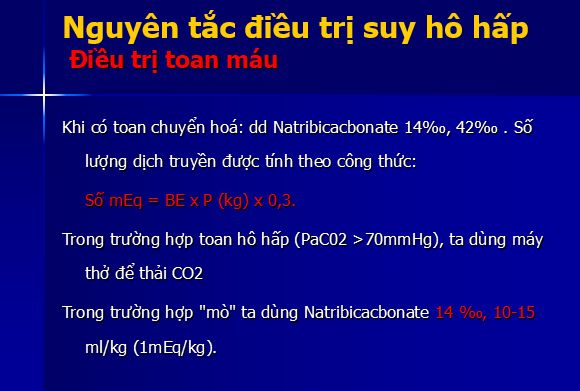 Nguyên tắc điều trị suy hô hấp
Điều trị toan máu
Khi có toan chuyển hoá: dd Natribicacbonate 14‰, 42‰ . Số
lượng dịch truyền được tính theo công thức:
Số mEq = BE x P (kg) x 0,3.
Trong trường hợp toan hô hấp (PaC02 >70mmHg), ta dùng máy
thở để thải CO2
Trong trường hợp "mò" ta dùng Natribicacbonate 14 ‰, 10-15
ml/kg (1mEq/kg).